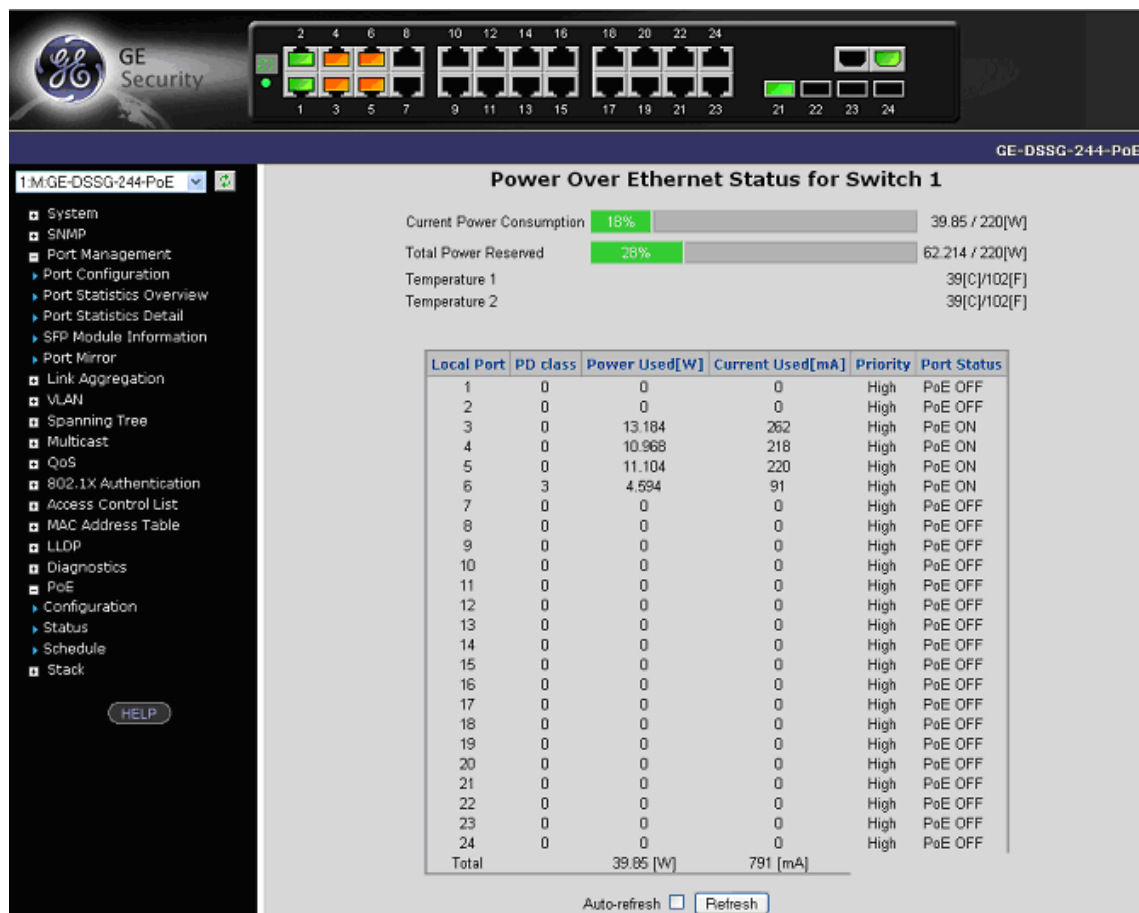 2 4 6 8 10 12 14 16 18 20 22 24
GE
Security
1 3 5 7 9 11 13 15 17 19 21 23 21 22 23 24
GE-DSSG-244-PoE
1:M:GE-DSSG-244-PoE
System
SNMP
Port Management
Port Configuration
Port Statistics Overview
Port Statistics Detail
SFP Module Information
Port Mirror
Link Aggregation
VLAN
Spanning Tree
Multicast
QoS
802.1X Authentication
Access Control List
MAC Address Table
LLDP
Diagnostics
PoE
Configuration
Status
Schedule
Stack
HELP
Power Over Ethernet Status for Switch 1
Current Power Consumption 18% 39.85 / 220[W]
Total Power Reserved 28% 62.214 / 220[W]
Temperature 1 39[C]/102[F]
Temperature 2 39[C]/102[F]
Local Port PD class Power Used[W] Current Used[mA] Priority Port Status
1 0 0 0 High PoE OFF
2 0 0 0 High PoE OFF
3 0 13.184 262 High PoE ON
4 0 10.968 218 High PoE ON
5 0 11.104 220 High PoE ON
6 3 4.594 91 High PoE ON
7 0 0 0 High PoE OFF
8 0 0 0 High PoE OFF
9 0 0 0 High PoE OFF
10 0 0 0 High PoE OFF
11 0 0 0 High PoE OFF
12 0 0 0 High PoE OFF
13 0 0 0 High PoE OFF
14 0 0 0 High PoE OFF
15 0 0 0 High PoE OFF
16 0 0 0 High PoE OFF
17 0 0 0 High PoE OFF
18 0 0 0 High PoE OFF
19 0 0 0 High PoE OFF
20 0 0 0 High PoE OFF
21 0 0 0 High PoE OFF
22 0 0 0 High PoE OFF
23 0 0 0 High PoE OFF
24 0 0 0 High PoE OFF
Total 39.85 [W] 791 [mA]
Auto-refresh Refresh